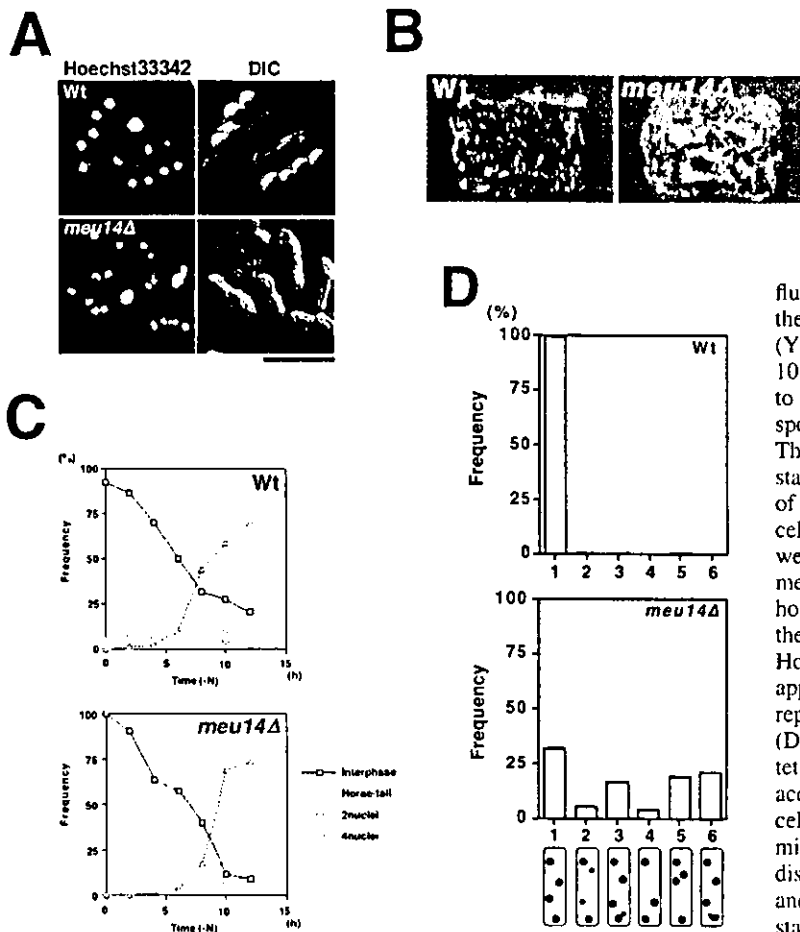 A
Hoechst33342 DIC
Wt
meu14Δ
B
Wt meu14Δ
C
(%)
100
75
50
25
0
Frequency
Wt
0 5 10 15
Time (-N) (h)
100
75
50
25
0
Frequency
meu14Δ
0 5 10 15
Time (-N) (h)
Interphase
Horse-tail
2nuclei
4nuclei
D
(%)
100
75
50
25
0
Frequency
Wt
1 2 3 4 5 6
100
75
50
25
0
Frequency
meu14Δ
1 2 3 4 5 6
flu
the
(Y
10
to
spo
Th
sta
of
cel
we
me
ho
the
Ho
app
rep
(D
tet
acc
cel
mi
dis
and
sta